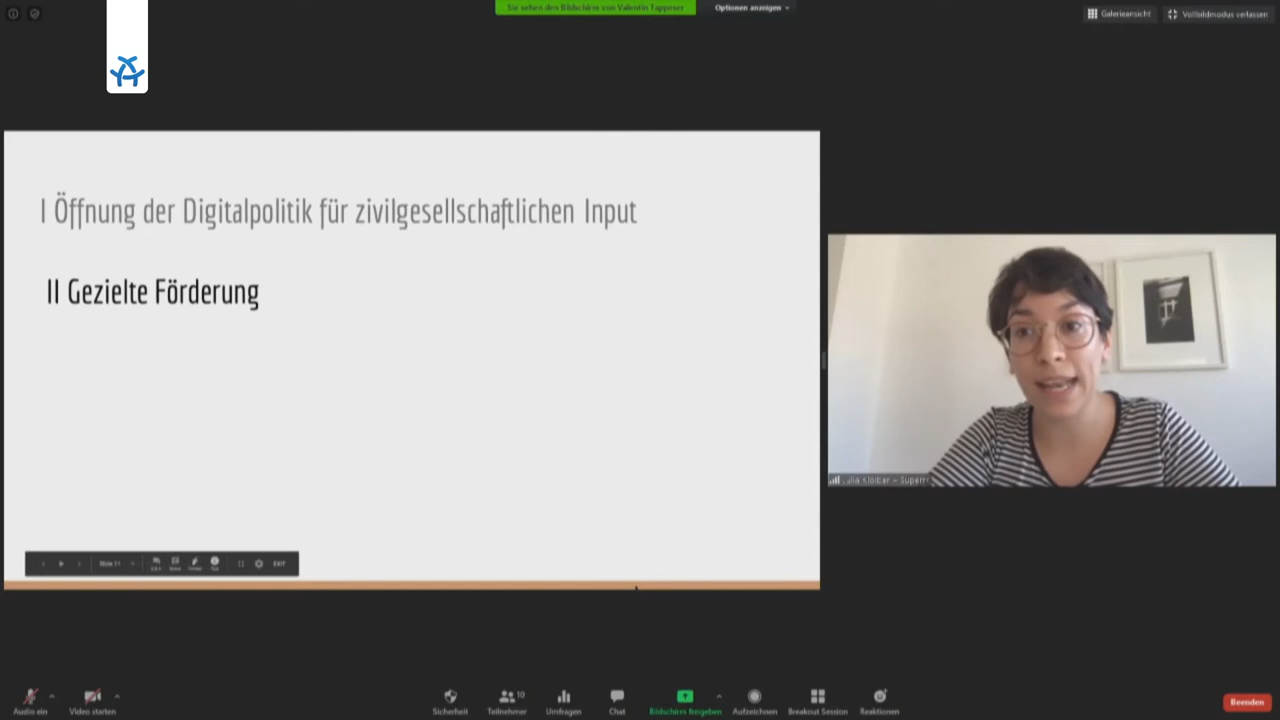 Sie sehen den Bildschirm von Valentin Tappeser
Optionen anzeigen
Galerieansicht
Vollbildmodus verlassen
I Öffnung der Digitalpolitik für zivilgesellschaftlichen Input
II Gezielte Förderung
Slide 11
EXIT
Audio ein
Video starten
Sicherheit
10
Teilnehmer
Umfragen
Chat
Bildschirm freigeben
Aufzeichnen
Breakout Session
Reaktionen
Beenden